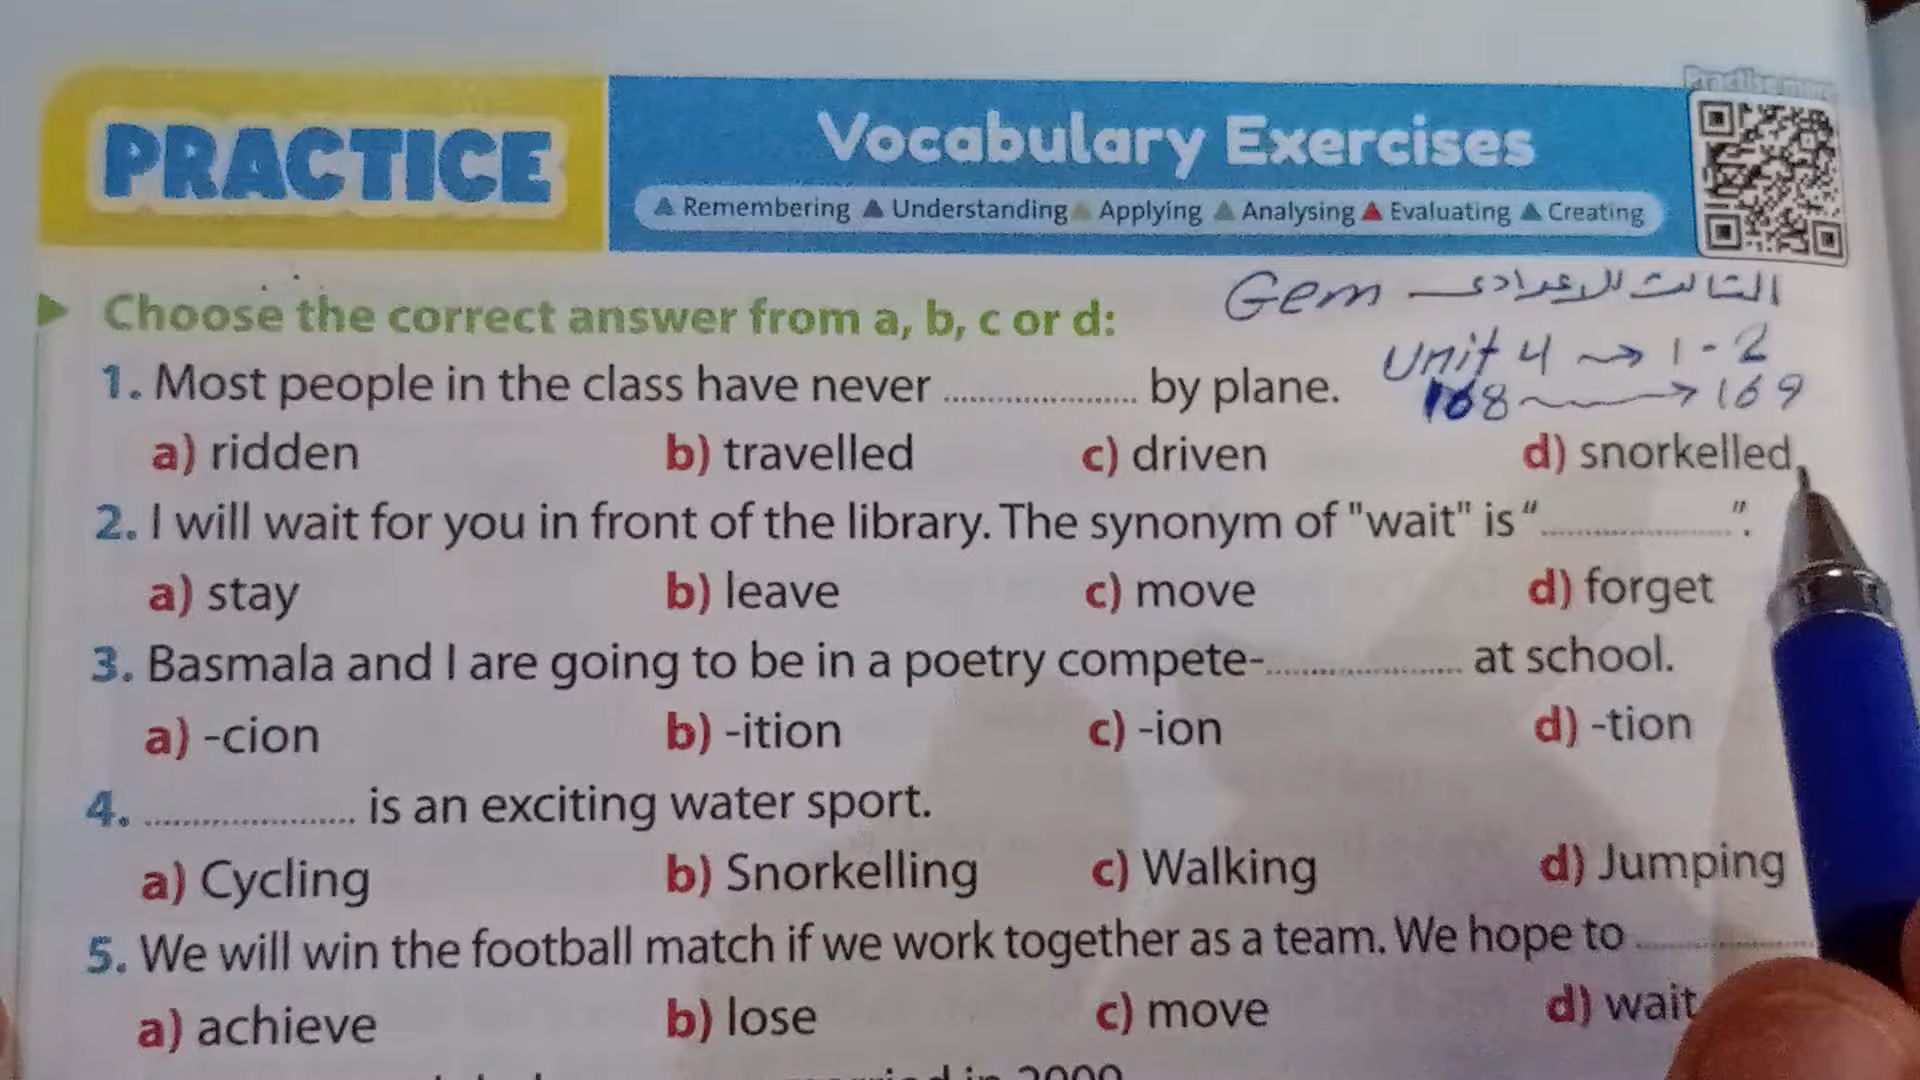 Practise more
PRACTICE
Vocabulary Exercises
Remembering Understanding Applying Analysing Evaluating Creating
Gem الثالث الاعدادى
Choose the correct answer from a, b, c or d:
Unit 4 → 1 - 2
168 → 169
1. Most people in the class have never .................... by plane.
a) ridden b) travelled c) driven d) snorkelled
2. I will wait for you in front of the library. The synonym of "wait" is “....................”.
a) stay b) leave c) move d) forget
3. Basmala and I are going to be in a poetry compete-.................... at school.
a) -cion b) -ition c) -ion d) -tion
4. .................... is an exciting water sport.
a) Cycling b) Snorkelling c) Walking d) Jumping
5. We will win the football match if we work together as a team. We hope to ....................
a) achieve b) lose c) move d) wait
in 2009